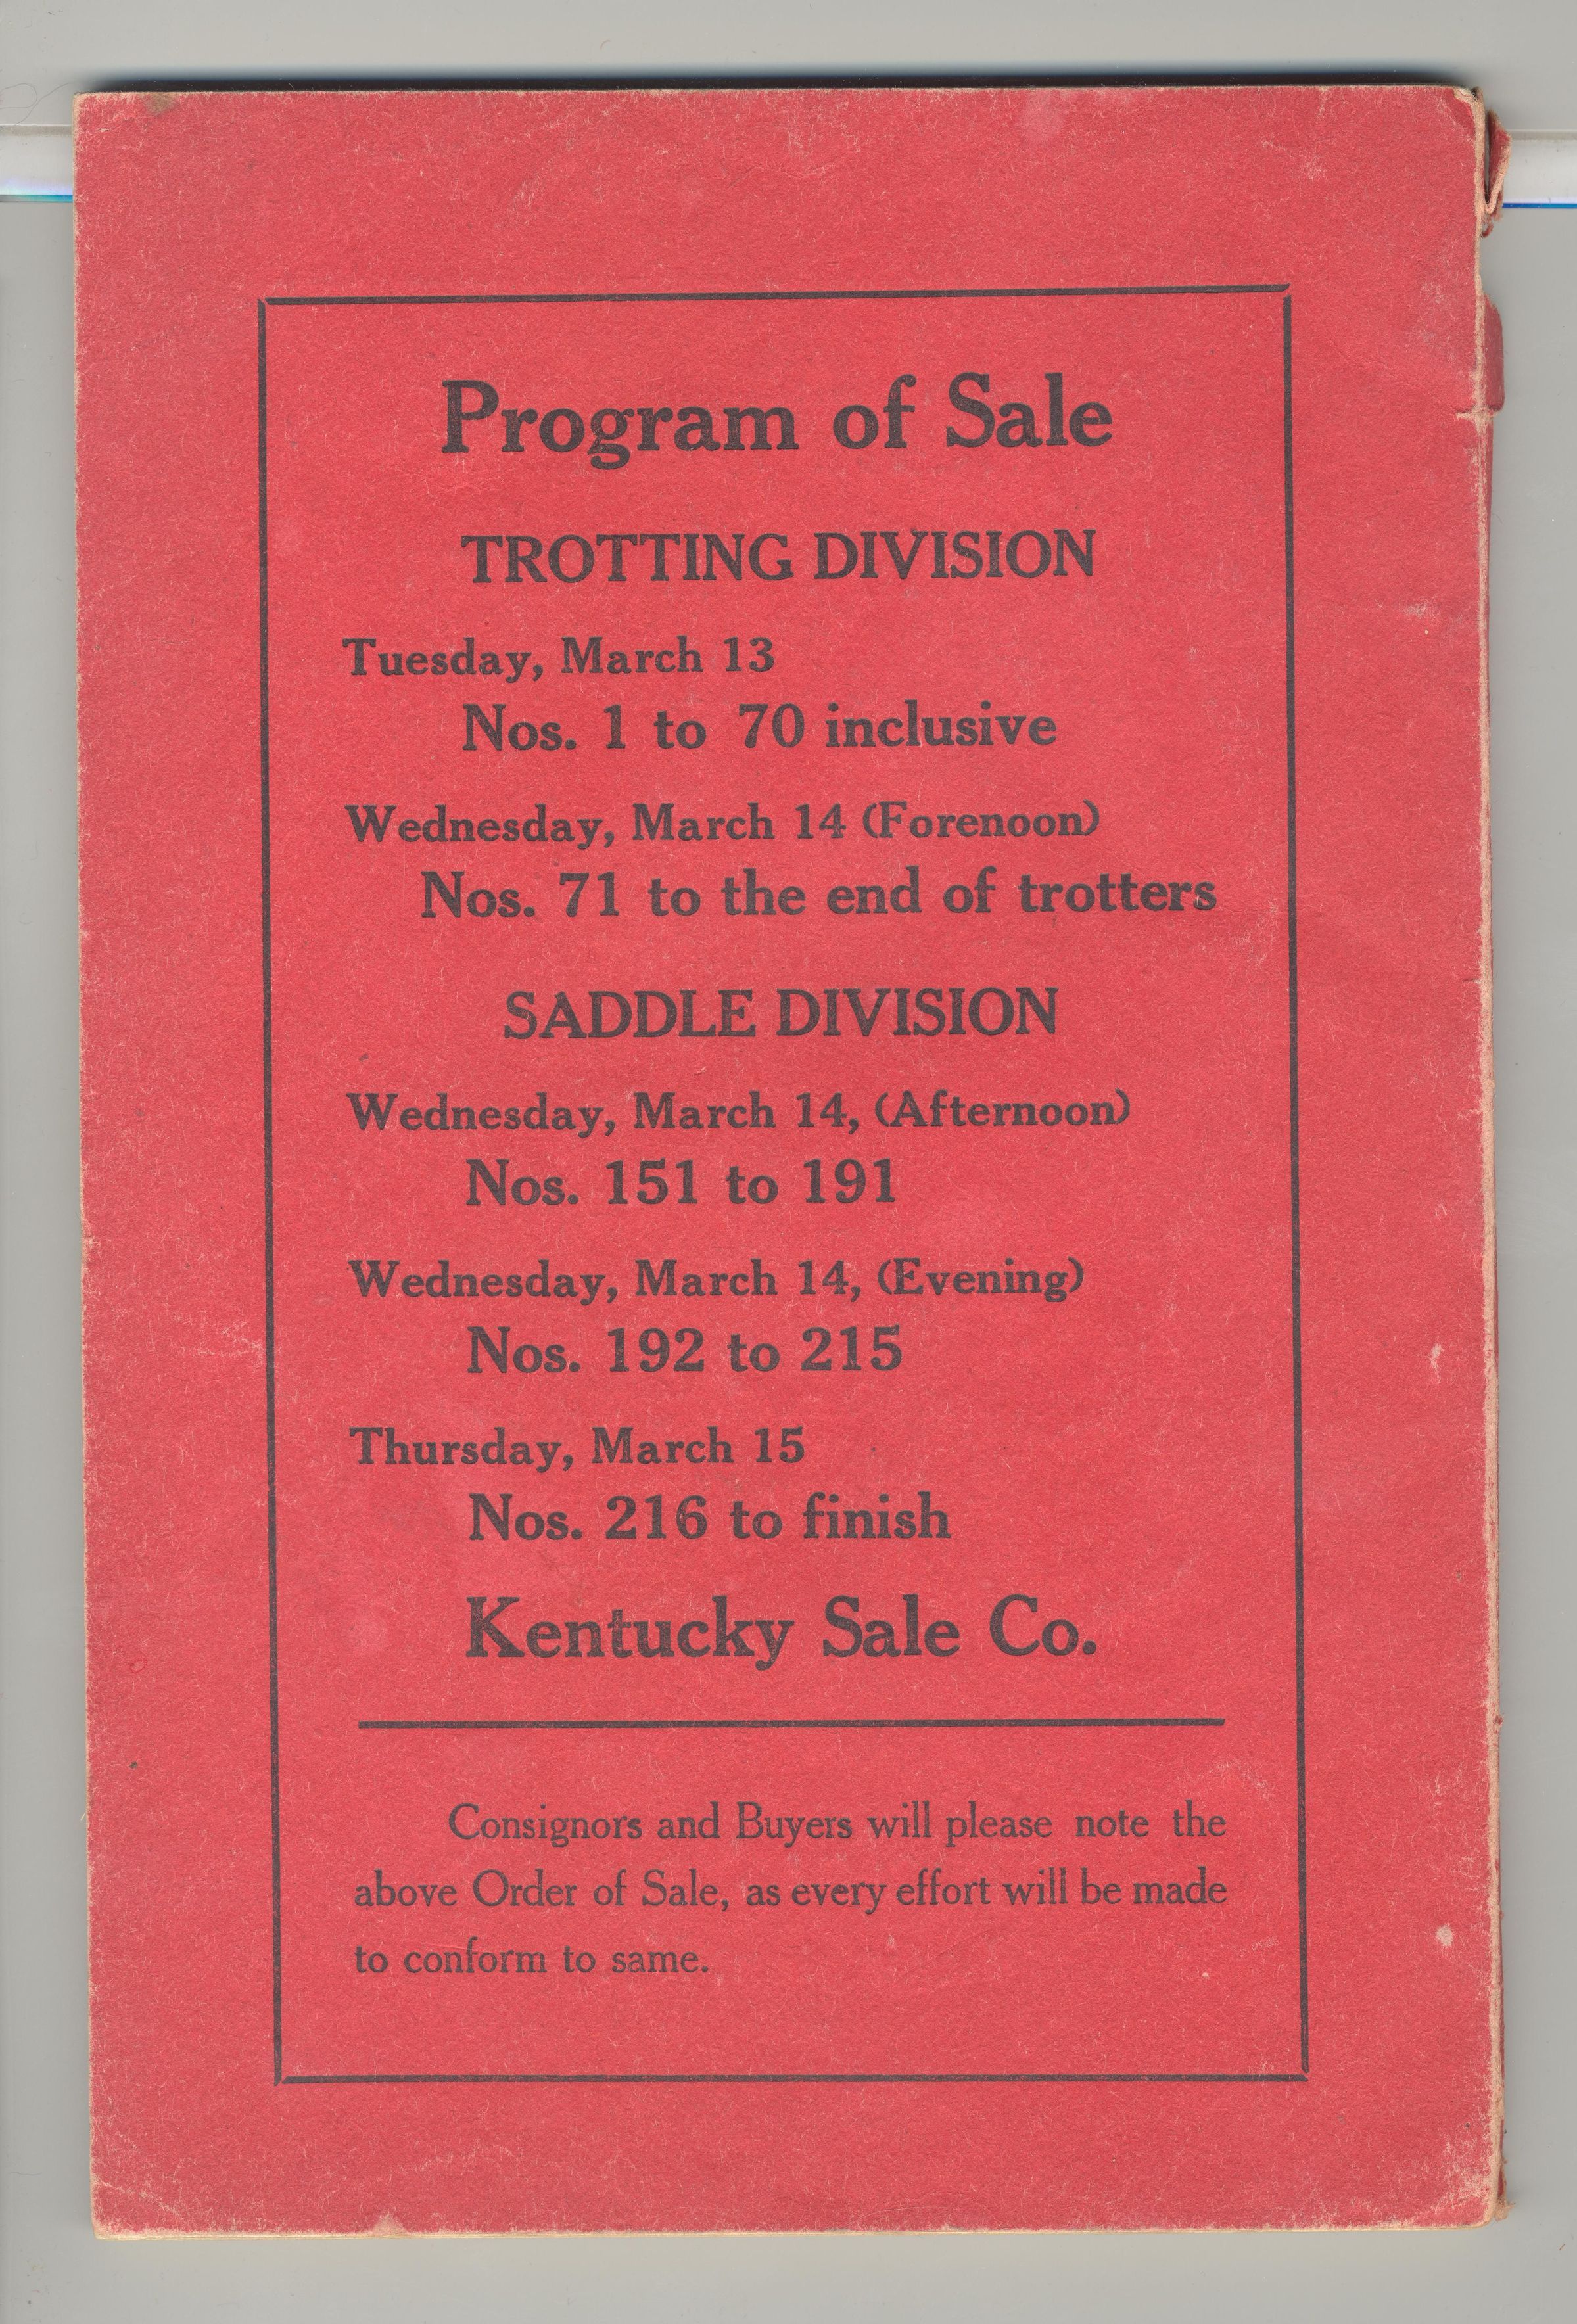 Program of Sale
TROTTING DIVISION
Tuesday, March 13
Nos. 1 to 70 inclusive
Wednesday, March 14 (Forenoon)
Nos. 71 to the end of trotters
SADDLE DIVISION
Wednesday, March 14, (Afternoon)
Nos. 151 to 191
Wednesday, March 14, (Evening)
Nos. 192 to 215
Thursday, March 15
Nos. 216 to finish
Kentucky Sale Co.
Consignors and Buyers will please note the
above Order of Sale, as every effort will be made
to conform to same.